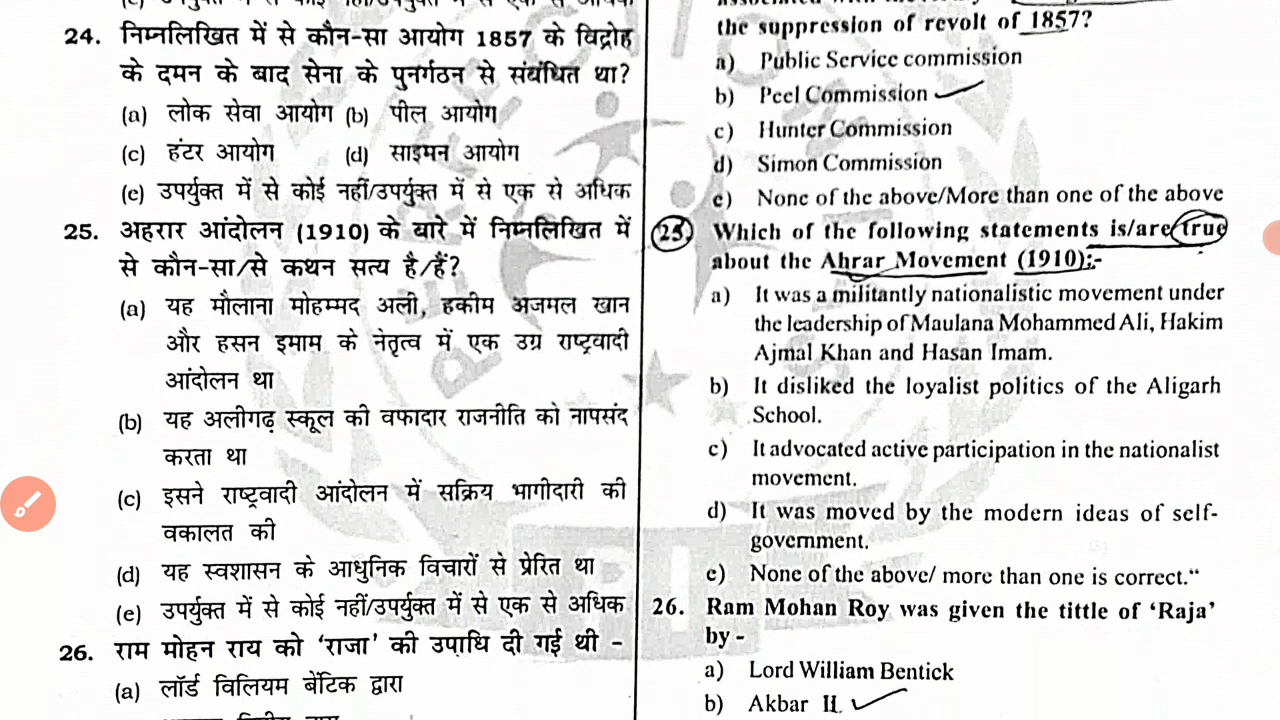 24. निम्नलिखित में से कौन-सा आयोग 1857 के विद्रोह
के दमन के बाद सेना के पुनर्गठन से संबंधित था?
(a) लोक सेवा आयोग (b) पील आयोग
(c) हंटर आयोग (d) साइमन आयोग
(e) उपर्युक्त में से कोई नहीं/उपर्युक्त में से एक से अधिक
25. अहरार आंदोलन (1910) के बारे में निम्नलिखित में
से कौन-सा/से कथन सत्य है/हैं?
(a) यह मौलाना मोहम्मद अली, हकीम अजमल खान
और हसन इमाम के नेतृत्व में एक उग्र राष्ट्रवादी
आंदोलन था
(b) यह अलीगढ़ स्कूल की वफादार राजनीति को नापसंद
करता था
(c) इसने राष्ट्रवादी आंदोलन में सक्रिय भागीदारी की
वकालत की
(d) यह स्वशासन के आधुनिक विचारों से प्रेरित था
(e) उपर्युक्त में से कोई नहीं/उपर्युक्त में से एक से अधिक
26. राम मोहन राय को 'राजा' की उपाधि दी गई थी -
(a) लॉर्ड विलियम बेंटिक द्वारा
the suppression of revolt of 1857?
a) Public Service commission
b) Peel Commission
c) Hunter Commission
d) Simon Commission
e) None of the above/More than one of the above
25. Which of the following statements is/are true
about the Ahrar Movement (1910):-
a) It was a militantly nationalistic movement under
the leadership of Maulana Mohammed Ali, Hakim
Ajmal Khan and Hasan Imam.
b) It disliked the loyalist politics of the Aligarh
School.
c) It advocated active participation in the nationalist
movement.
d) It was moved by the modern ideas of self-
government.
e) None of the above/ more than one is correct.“
26. Ram Mohan Roy was given the tittle of ‘Raja’
by -
a) Lord William Bentick
b) Akbar II